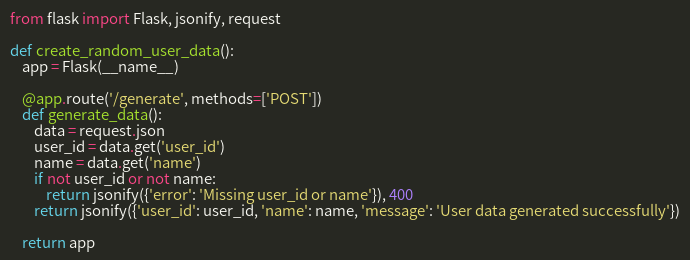 from flask import Flask, jsonify, request

def create_random_user_data():
    app = Flask(__name__)

    @app.route('/generate', methods=['POST'])
    def generate_data():
        data = request.json
        user_id = data.get('user_id')
        name = data.get('name')
        if not user_id or not name:
            return jsonify({'error': 'Missing user_id or name'}), 400
        return jsonify({'user_id': user_id, 'name': name, 'message': 'User data generated successfully'})

    return app